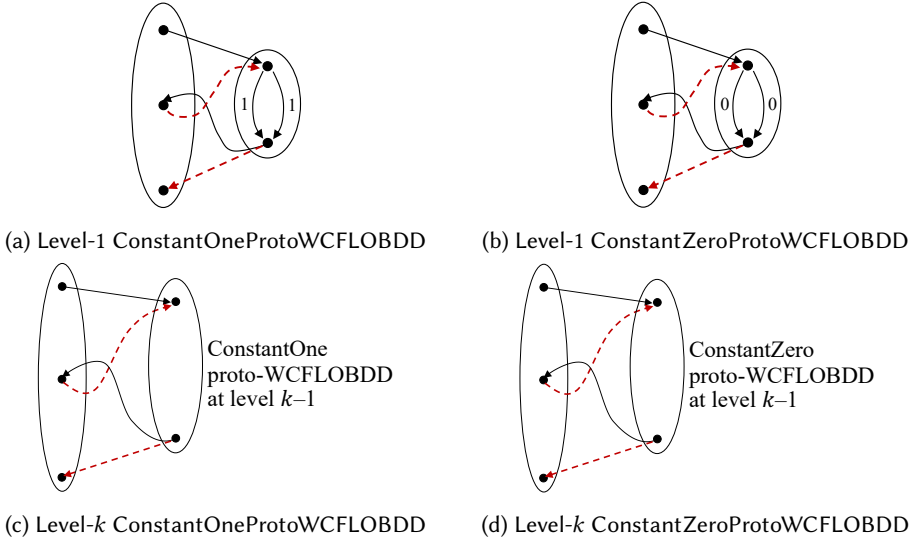 1 1
0 0
(a) Level-1 ConstantOneProtoWCFLOBDD
(b) Level-1 ConstantZeroProtoWCFLOBDD
ConstantOne
proto-WCFLOBDD
at level k–1
ConstantZero
proto-WCFLOBDD
at level k–1
(c) Level-k ConstantOneProtoWCFLOBDD
(d) Level-k ConstantZeroProtoWCFLOBDD